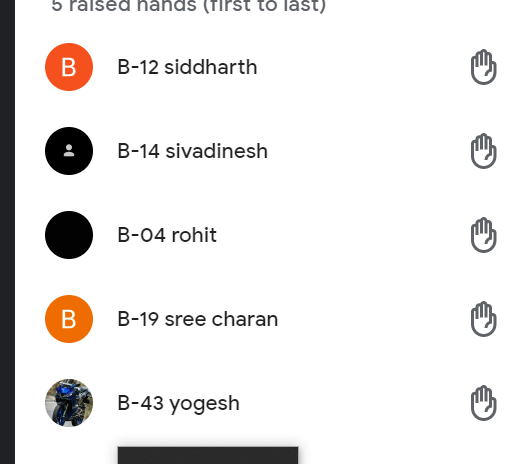 5 raised hands (first to last)
B B-12 siddharth
B-14 sivadinesh
B-04 rohit
B B-19 sree charan
B-43 yogesh